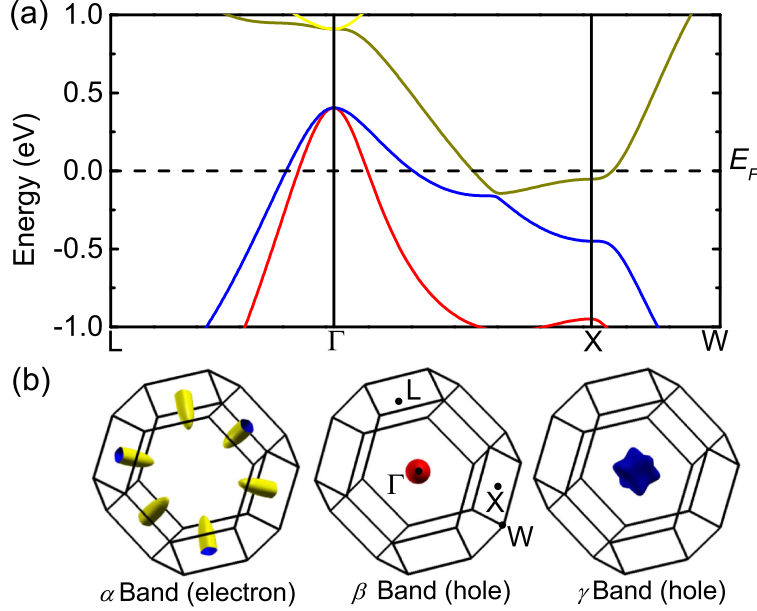 (a)
1.0
0.5
0.0
-0.5
-1.0
Energy (eV)
E_F
L Γ X W
(b)
L
Γ
X
W
α Band (electron) β Band (hole) γ Band (hole)